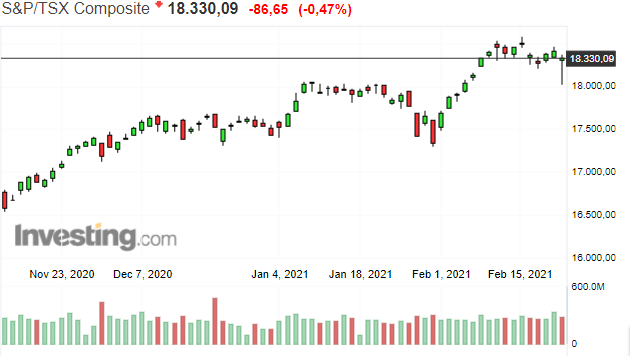 S&P/TSX Composite 18.330,09 -86,65 (-0,47%)
18.330,09
18.000,00
17.500,00
17.000,00
16.500,00
16.000,00
Investing.com
Nov 23, 2020 Dec 7, 2020 Jan 4, 2021 Jan 18, 2021 Feb 1, 2021 Feb 15, 2021
600.0M
0